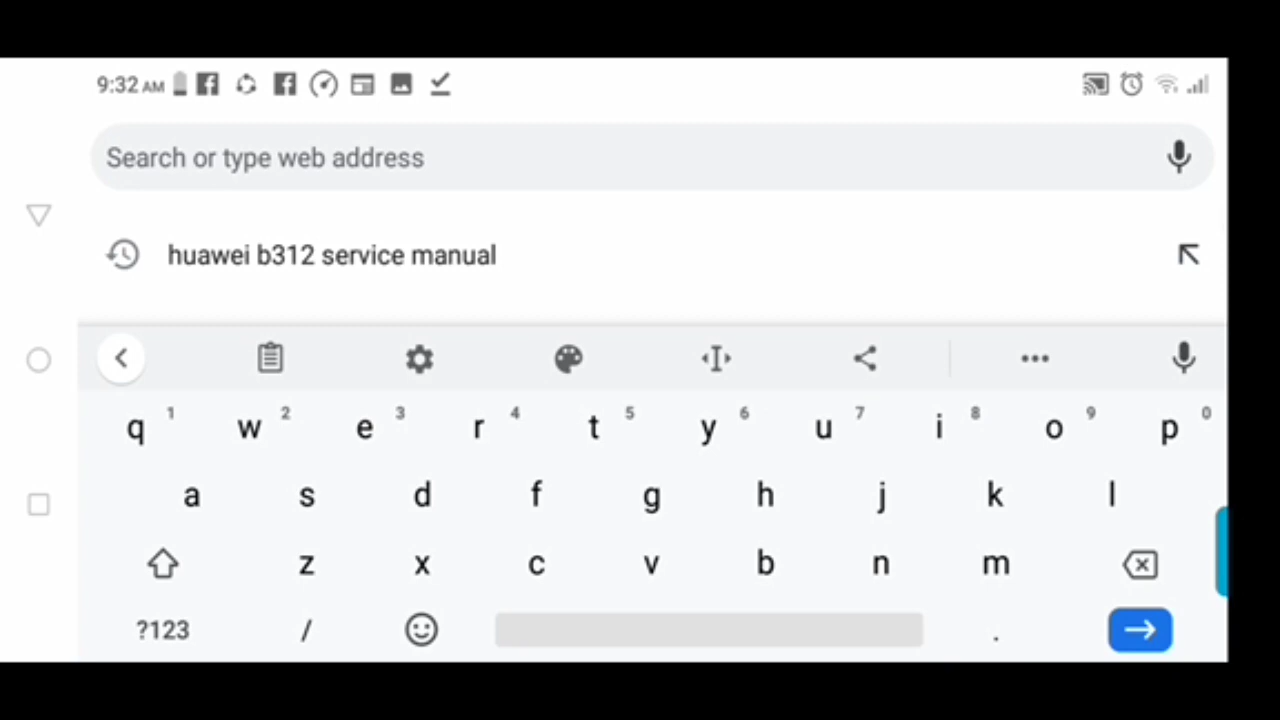 9:32 AM
Search or type web address
huawei b312 service manual
q 1 w 2 e 3 r 4 t 5 y 6 u 7 i 8 o 9 p 0
a s d f g h j k l
z x c v b n m
?123 / .